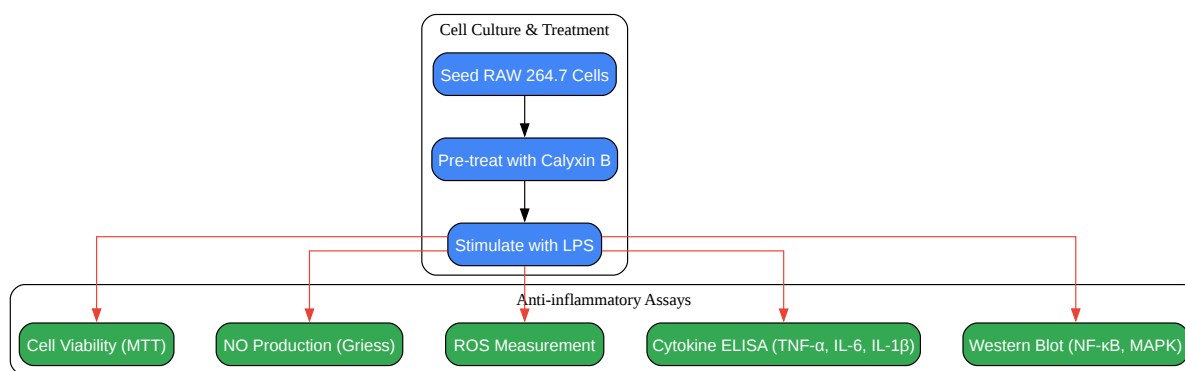 Cell Culture & Treatment
Seed RAW 264.7 Cells
Pre-treat with Calyxin B
Stimulate with LPS
Anti-inflammatory Assays
Cell Viability (MTT)
NO Production (Griess)
ROS Measurement
Cytokine ELISA (TNF-α, IL-6, IL-1β)
Western Blot (NF-κB, MAPK)